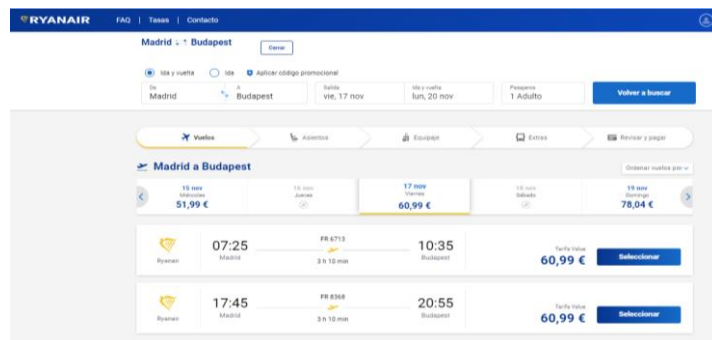 RYANAIR FAQ | Tasas | Contacto
Madrid Budapest
Cerrar
Ida y vuelta Ida Aplicar código promocional
De A Salida Ida y vuelta Pasajeros
Madrid Budapest vie, 17 nov lun, 20 nov 1 Adulto Volver a buscar
Vuelos Asientos Equipaje Extras Revisar y pagar
Madrid a Budapest Ordenar vuelos por
15 nov 16 nov 17 nov 18 nov 19 nov
Miércoles Jueves Viernes Sábado Domingo
51,99 € 60,99 € 78,04 €
FR 6713
07:25 10:35 Tarifa Value
Ryanair Madrid 3 h 10 min Budapest 60,99 € Seleccionar
FR 8368
17:45 20:55 Tarifa Value
Ryanair Madrid 3 h 10 min Budapest 60,99 € Seleccionar